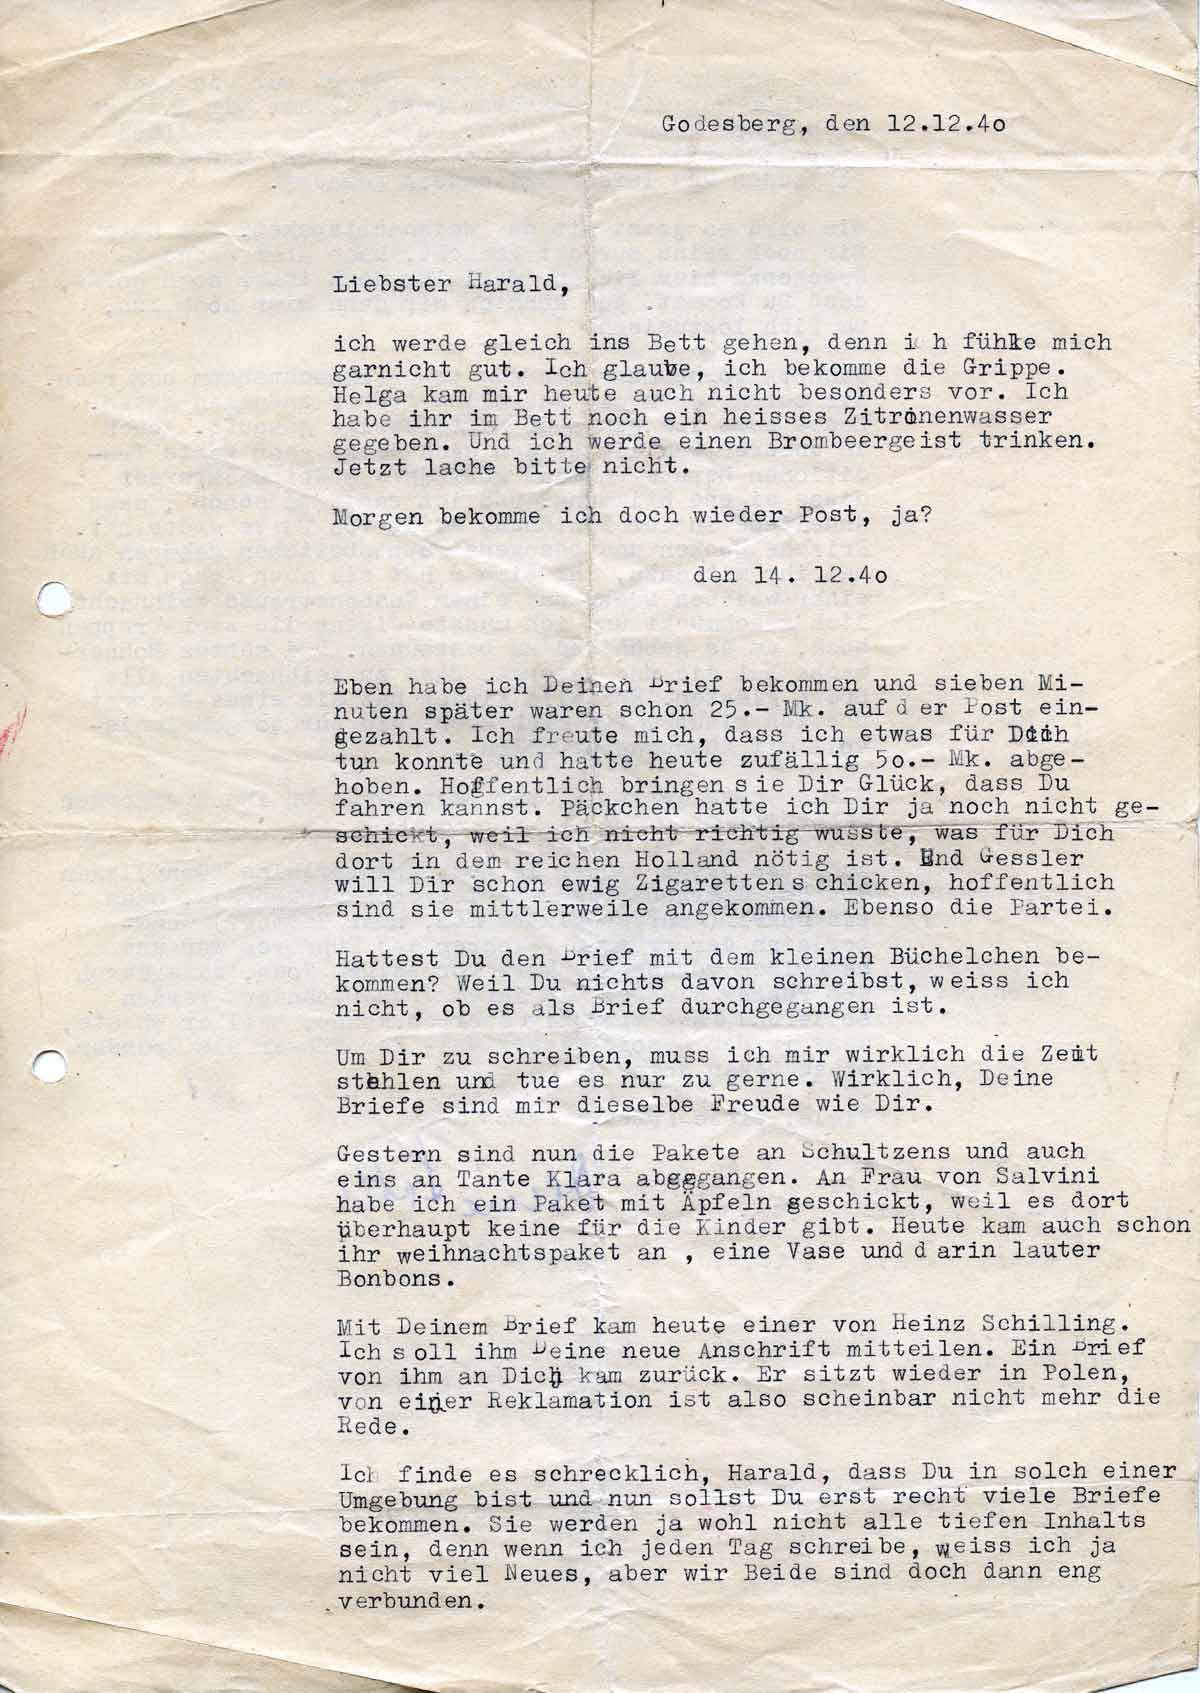 Godesberg, den 12.12.4o
Liebster Harald,
ich werde gleich ins Bett gehen, denn i h fühle mich
garnicht gut. Ich glaube, ich bekomme die Grippe.
Helga kam mir heute auch nicht besonders vor. Ich
habe ihr im Bett noch ein heisses Zitronenwasser
gegeben. Und ich werde einen Brombeergeist trinken.
Jetzt lache bitte nicht.
Morgen bekomme ich doch wieder Post, ja?
den 14. 12.4o
Eben habe ich Deinen Brief bekommen und sieben Mi-
nuten später waren schon 25.- Mk. auf d er Post ein-
gezahlt. Ich freute mich, dass ich etwas für Dich
tun konnte und hatte heute zufällig 5o.- Mk. abge-
hoben. Hoffentlich bringen s ie Dir Glück, dass Du
fahren kannst. Päckchen hatte ich Dir ja noch nicht ge-
schickt, weil ich nicht richtig wusste, was für Dich
dort in dem reichen Holland nötig ist. Und Gessler
will Dir schon ewig Zigaretten s chicken, hoffentlich
sind sie mittlerweile angekommen. Ebenso die Partei.
Hattest Du den Brief mit dem kleinen Büchelchen be-
kommen? Weil Du nichts davon schreibst, weiss ich
nicht, ob es als Brief durchgegangen ist.
Um Dir zu schreiben, muss ich mir wirklich die Zeit
stehlen und tue es nur zu gerne. Wirklich, Deine
Briefe sind mir dieselbe Freude wie Dir.
Gestern sind nun die Pakete an Schultzens und auch
eins an Tante Klara abgegangen. An Frau von Salvini
habe ich ein Paket mit Äpfeln geschickt, weil es dort
überhaupt keine für die Kinder gibt. Heute kam auch schon
ihr weihnachtspaket an , eine Vase und d arin lauter
Bonbons.
Mit Deinem Brief kam heute einer von Heinz Schilling.
Ich s oll ihm Deine neue Anschrift mitteilen. Ein Brief
von ihm an Dich kam zurück. Er sitzt wieder in Polen,
von einer Reklamation ist also scheinbar nicht mehr die
Rede.
Ich finde es schrecklich, Harald, dass Du in solch einer
Umgebung bist und nun sollst Du erst recht viele Briefe
bekommen. Sie werden ja wohl nicht alle tiefen Inhalts
sein, denn wenn ich jeden Tag schreibe, weiss ich ja
nicht viel Neues, aber wir Beide sind doch dann eng
verbunden.